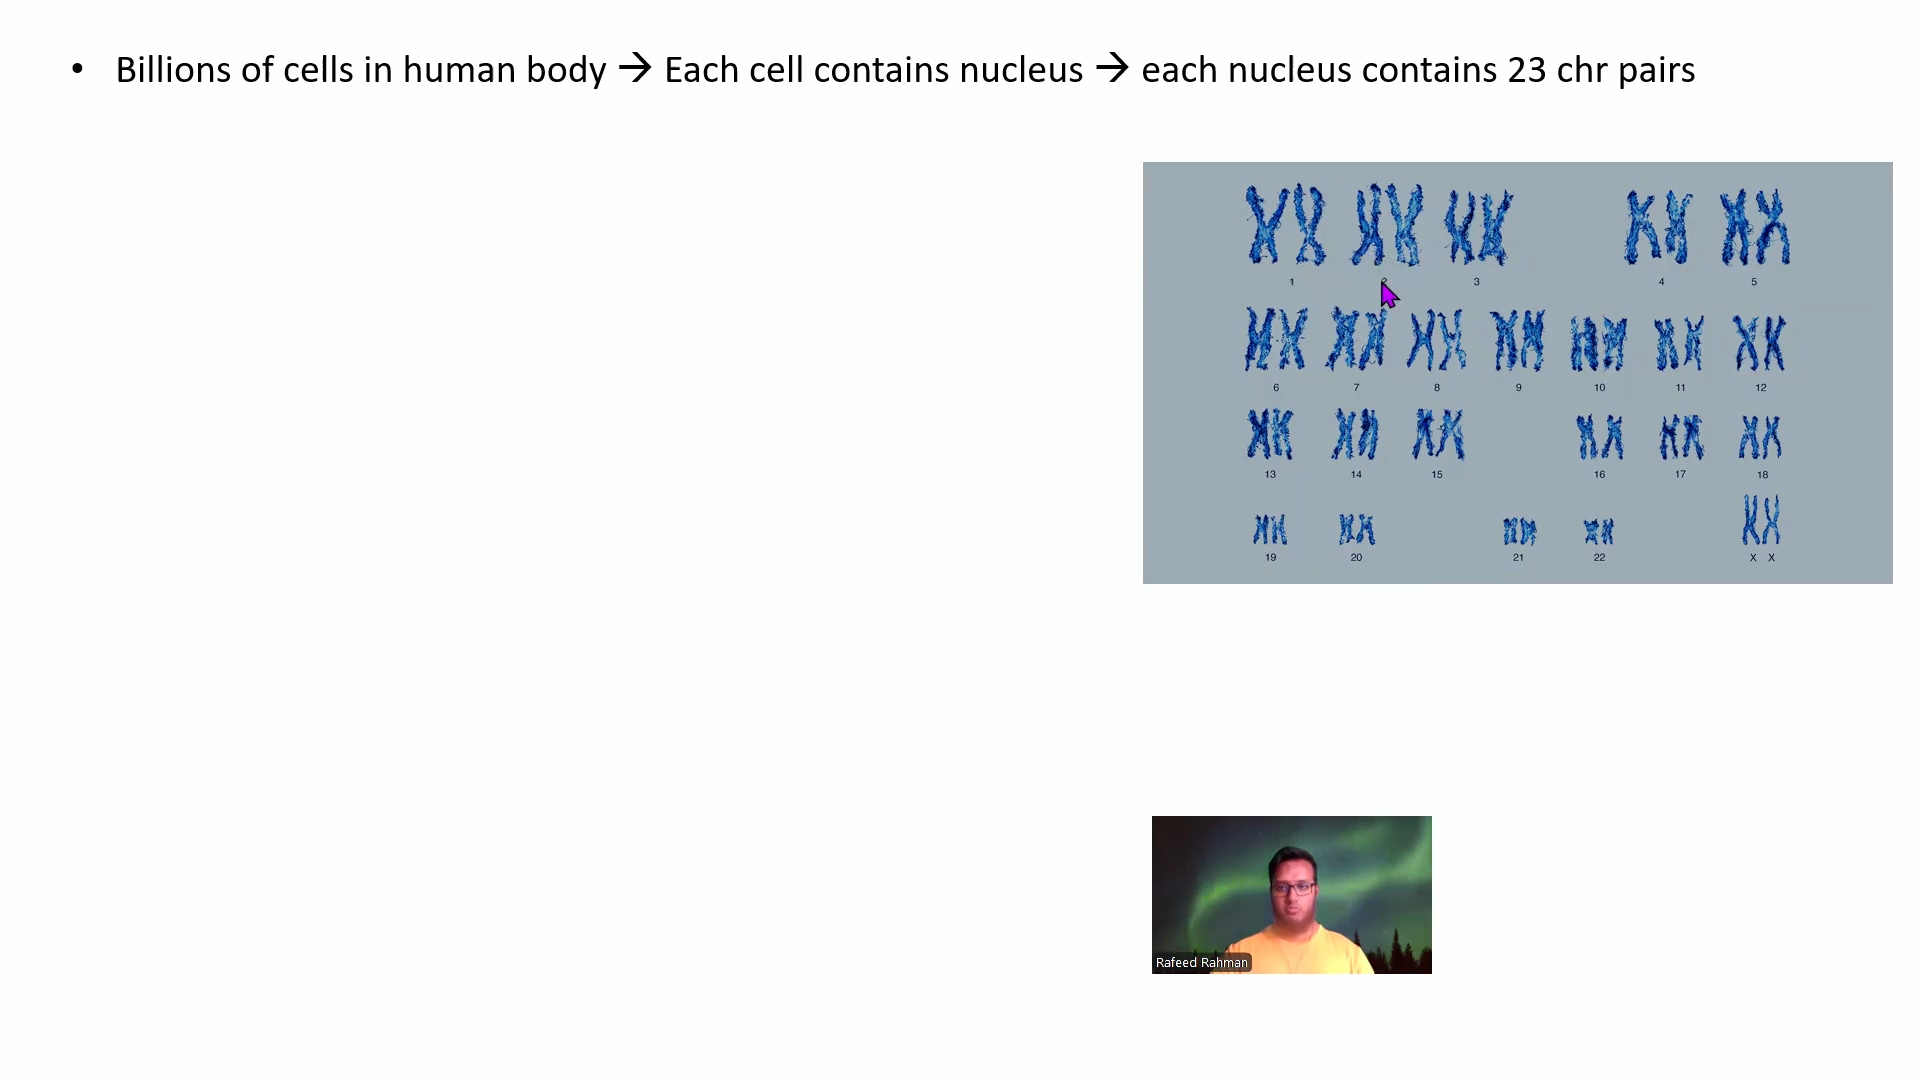 • Billions of cells in human body → Each cell contains nucleus → each nucleus contains 23 chr pairs
1 2 3 4 5
6 7 8 9 10 11 12
13 14 15 16 17 18
19 20 21 22 X X
Rafeed Rahman